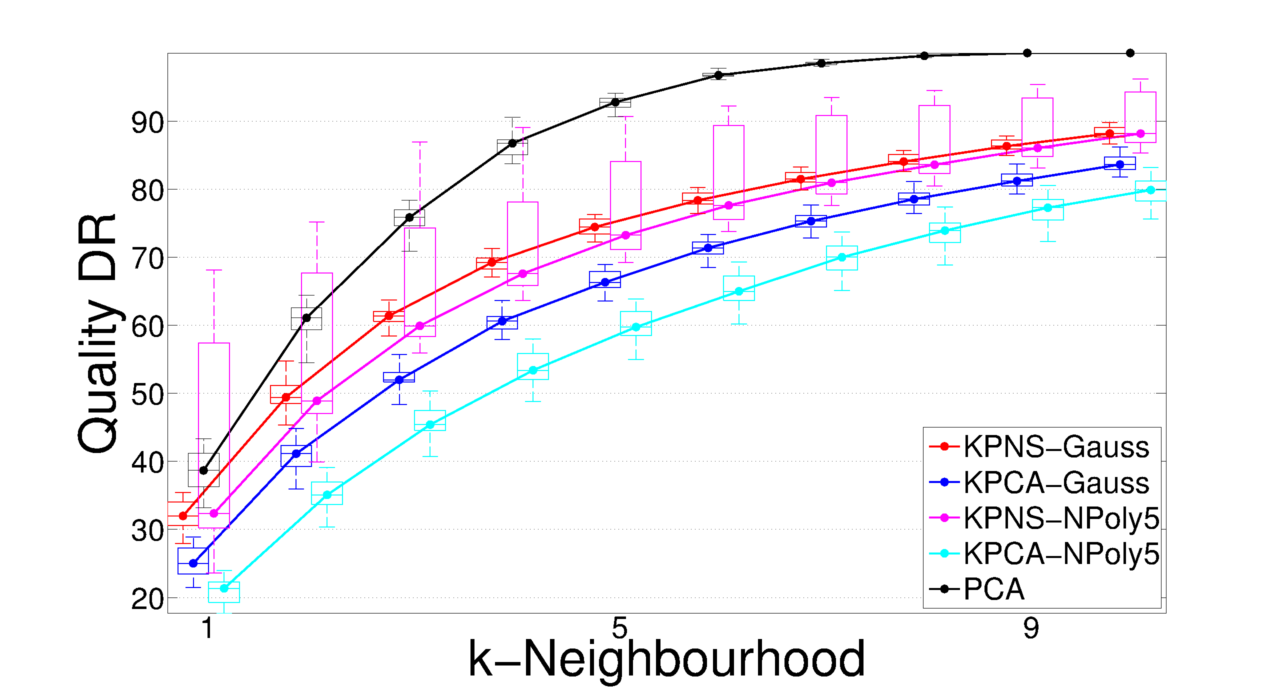 Quality DR
90
80
70
60
50
40
30
20
1 5 9
k-Neighbourhood
KPNS-Gauss
KPCA-Gauss
KPNS-NPoly5
KPCA-NPoly5
PCA